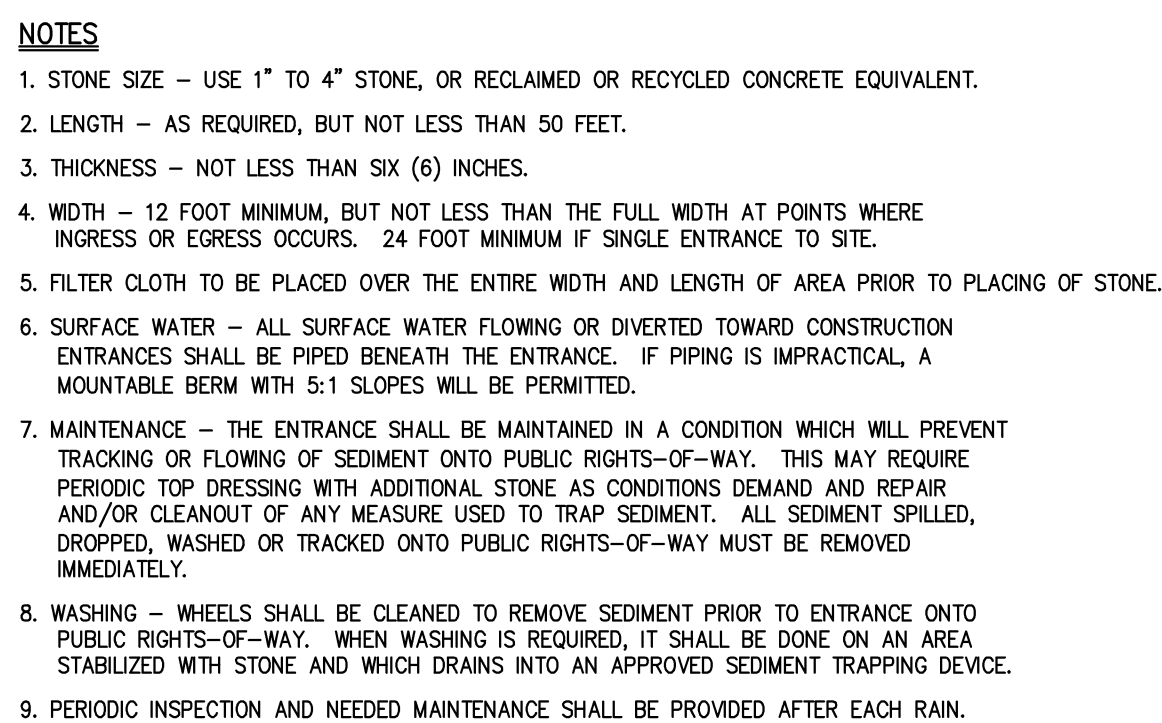 NOTES
1. STONE SIZE – USE 1" TO 4" STONE, OR RECLAIMED OR RECYCLED CONCRETE EQUIVALENT.
2. LENGTH – AS REQUIRED, BUT NOT LESS THAN 50 FEET.
3. THICKNESS – NOT LESS THAN SIX (6) INCHES.
4. WIDTH – 12 FOOT MINIMUM, BUT NOT LESS THAN THE FULL WIDTH AT POINTS WHERE
INGRESS OR EGRESS OCCURS. 24 FOOT MINIMUM IF SINGLE ENTRANCE TO SITE.
5. FILTER CLOTH TO BE PLACED OVER THE ENTIRE WIDTH AND LENGTH OF AREA PRIOR TO PLACING OF STONE.
6. SURFACE WATER – ALL SURFACE WATER FLOWING OR DIVERTED TOWARD CONSTRUCTION
ENTRANCES SHALL BE PIPED BENEATH THE ENTRANCE. IF PIPING IS IMPRACTICAL, A
MOUNTABLE BERM WITH 5:1 SLOPES WILL BE PERMITTED.
7. MAINTENANCE – THE ENTRANCE SHALL BE MAINTAINED IN A CONDITION WHICH WILL PREVENT
TRACKING OR FLOWING OF SEDIMENT ONTO PUBLIC RIGHTS–OF–WAY. THIS MAY REQUIRE
PERIODIC TOP DRESSING WITH ADDITIONAL STONE AS CONDITIONS DEMAND AND REPAIR
AND/OR CLEANOUT OF ANY MEASURE USED TO TRAP SEDIMENT. ALL SEDIMENT SPILLED,
DROPPED, WASHED OR TRACKED ONTO PUBLIC RIGHTS–OF–WAY MUST BE REMOVED
IMMEDIATELY.
8. WASHING – WHEELS SHALL BE CLEANED TO REMOVE SEDIMENT PRIOR TO ENTRANCE ONTO
PUBLIC RIGHTS–OF–WAY. WHEN WASHING IS REQUIRED, IT SHALL BE DONE ON AN AREA
STABILIZED WITH STONE AND WHICH DRAINS INTO AN APPROVED SEDIMENT TRAPPING DEVICE.
9. PERIODIC INSPECTION AND NEEDED MAINTENANCE SHALL BE PROVIDED AFTER EACH RAIN.